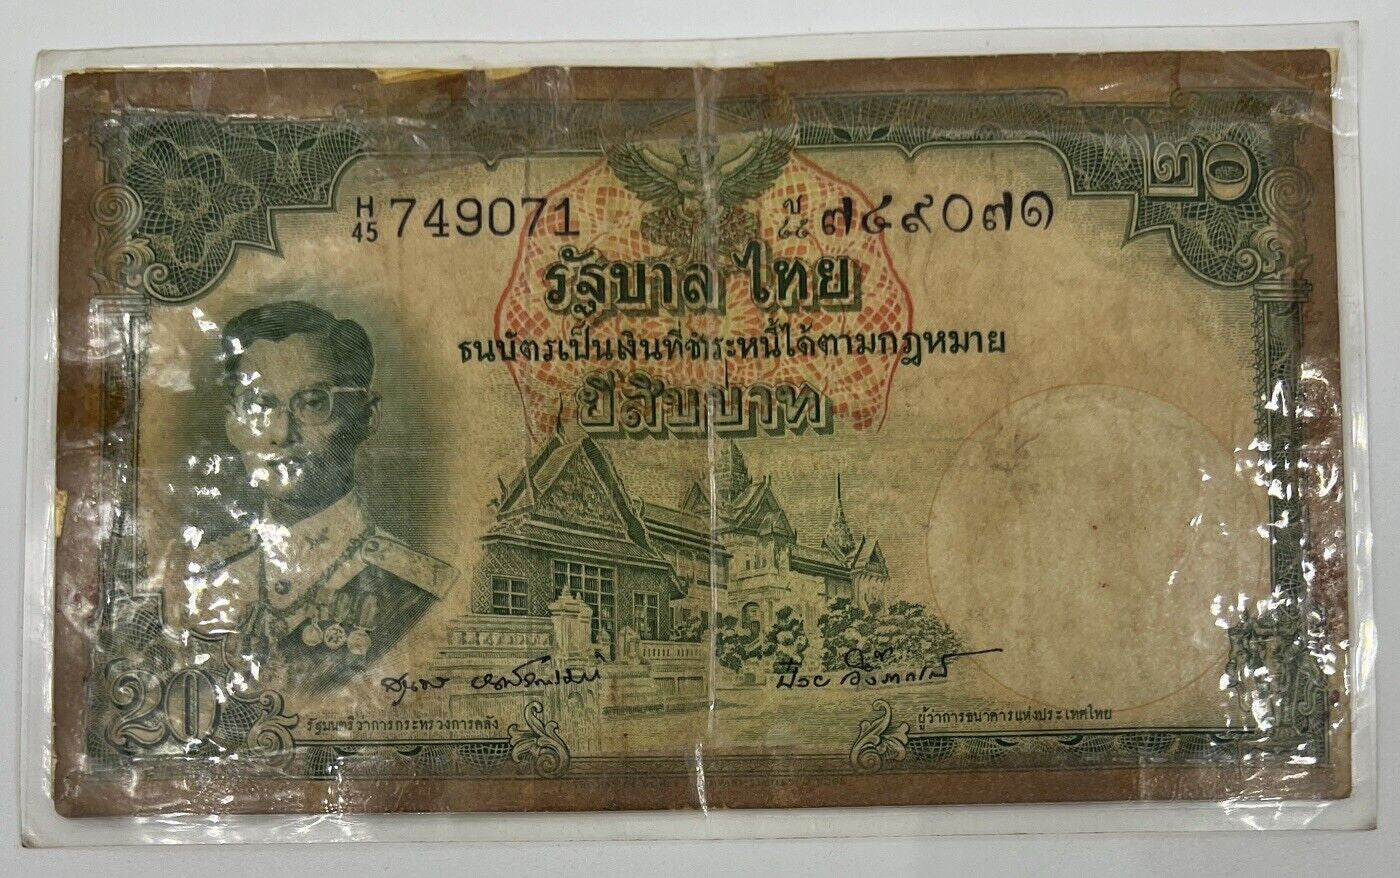 ๒๐
H/45 749071
ป/๔๕ ๗๔๙๐๗๑
รัฐบาลไทย
ธนบัตรเป็นเงินที่ชำระหนี้ได้ตามกฎหมาย
ยี่สิบบาท
20
รัฐมนตรีว่าการกระทรวงการคลัง
ผู้ว่าการธนาคารแห่งประเทศไทย